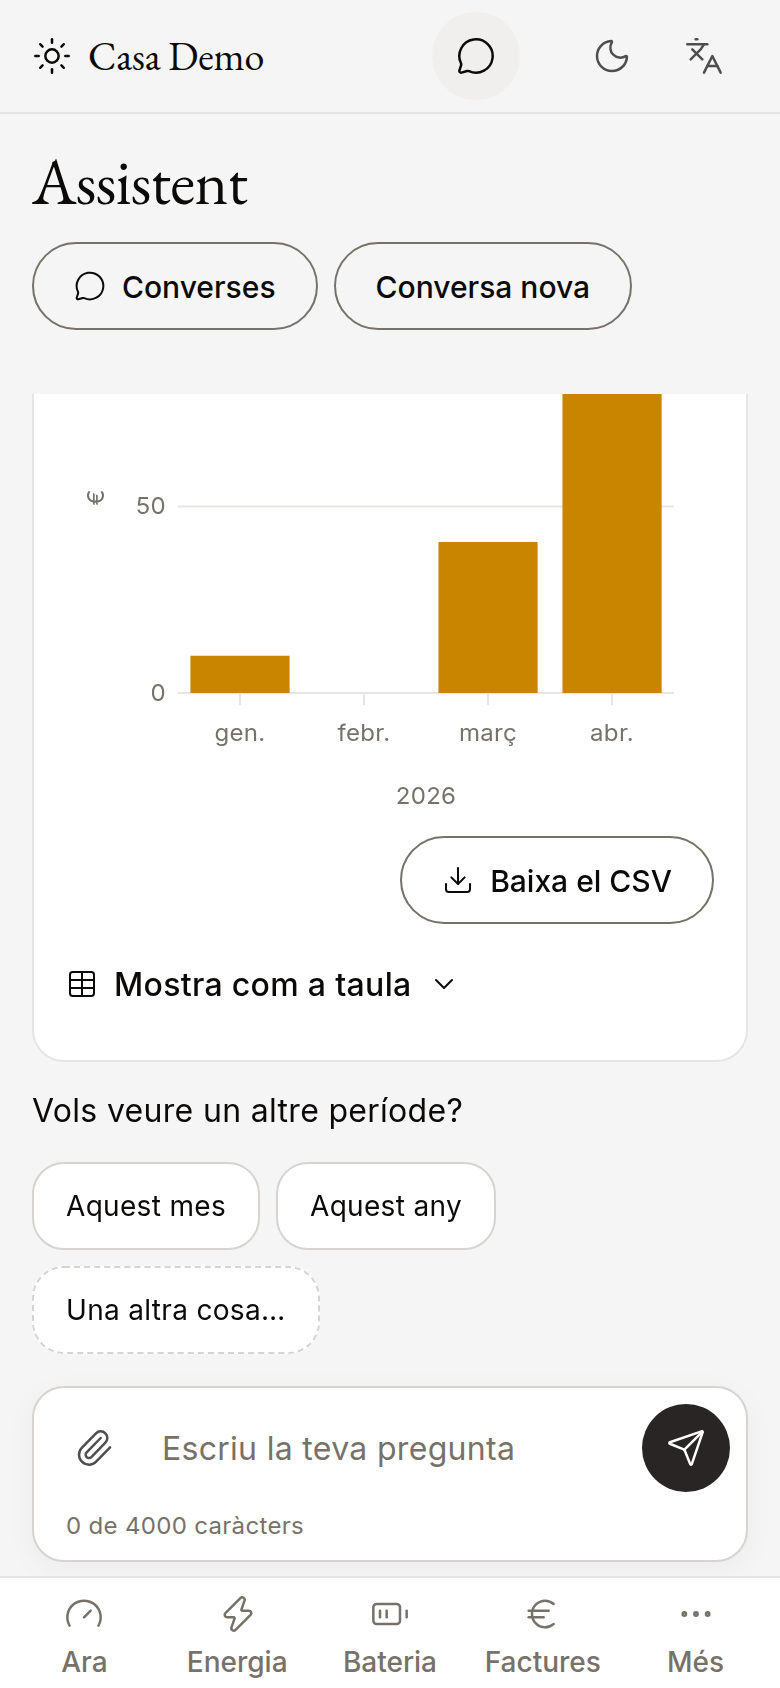 Casa Demo
Assistent
Converses
Conversa nova
€
50
0
gen. febr. març abr.
2026
Baixa el CSV
Mostra com a taula
Vols veure un altre període?
Aquest mes
Aquest any
Una altra cosa...
Escriu la teva pregunta
0 de 4000 caràcters
Ara Energia Bateria Factures Més